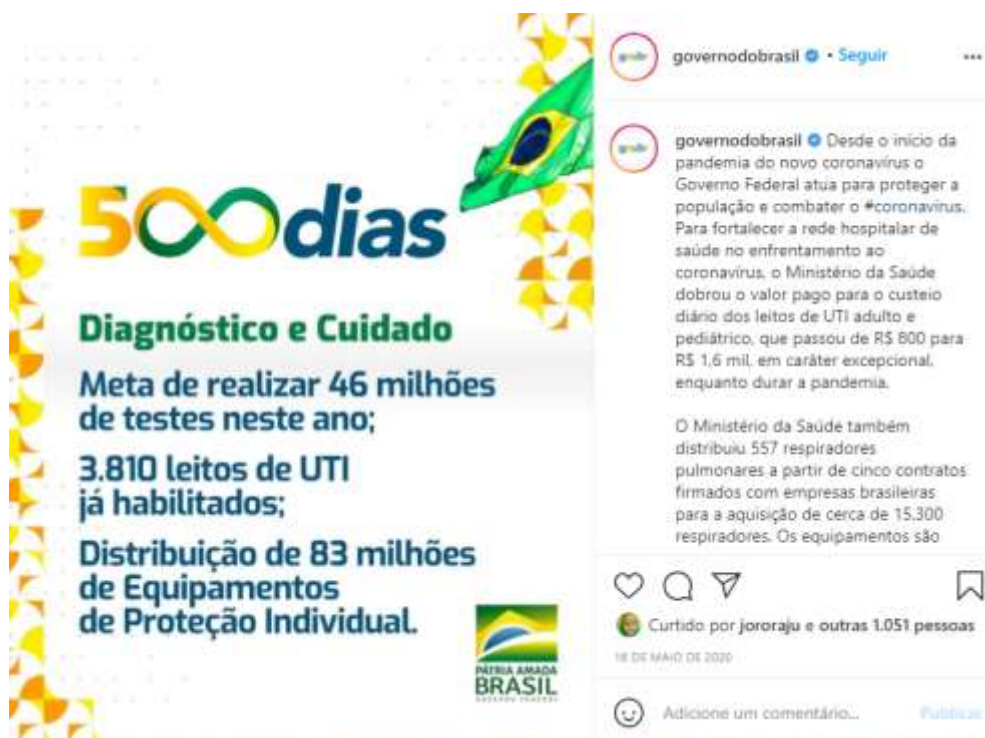 500dias
Diagnóstico e Cuidado
Meta de realizar 46 milhões
de testes neste ano;
3.810 leitos de UTI
já habilitados;
Distribuição de 83 milhões
de Equipamentos
de Proteção Individual.
PÁTRIA AMADA
BRASIL
GOVERNO FEDERAL
governodobrasil • Seguir
governodobrasil Desde o início da
pandemia do novo coronavírus o
Governo Federal atua para proteger a
população e combater o #coronavirus.
Para fortalecer a rede hospitalar de
saúde no enfrentamento ao
coronavírus, o Ministério da Saúde
dobrou o valor pago para o custeio
diário dos leitos de UTI adulto e
pediátrico, que passou de R$ 800 para
R$ 1,6 mil, em caráter excepcional,
enquanto durar a pandemia.
O Ministério da Saúde também
distribuiu 557 respiradores
pulmonares a partir de cinco contratos
firmados com empresas brasileiras
para a aquisição de cerca de 15.300
respiradores. Os equipamentos são
Curtido por jororaju e outras 1.051 pessoas
18 DE MAIO DE 2020
Adicione um comentário...
Publicar